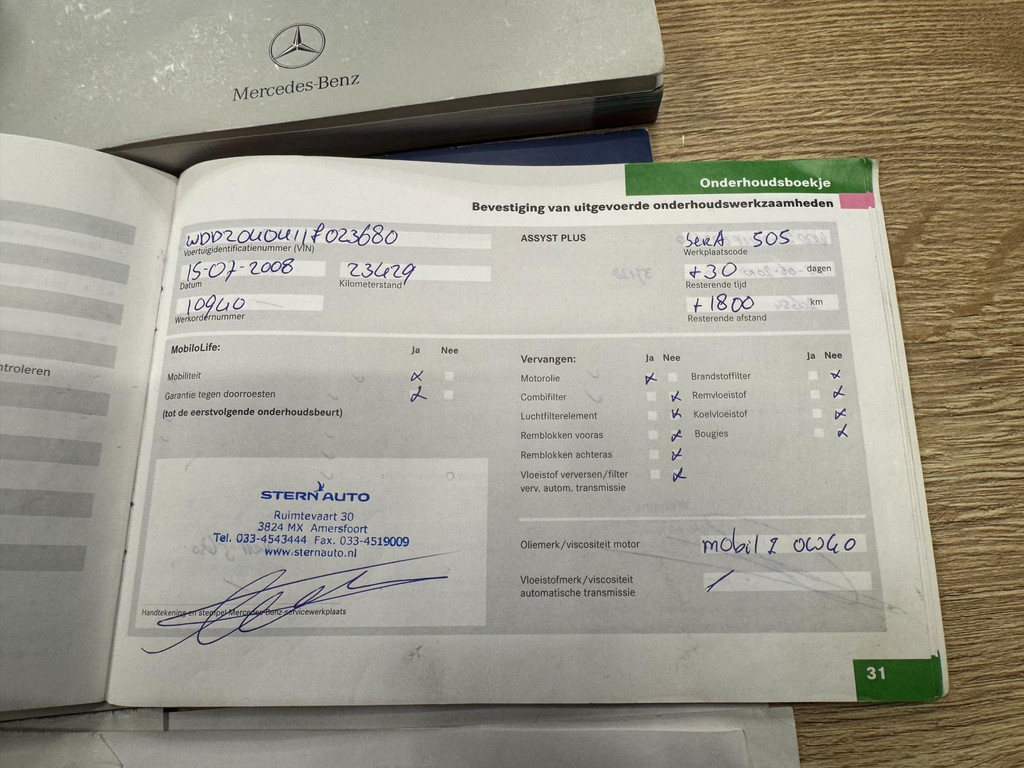 Mercedes-Benz
Onderhoudsboekje
Bevestiging van uitgevoerde onderhoudswerkzaamheden
WDD2040411F023680
Voertuigidentificatienummer (VIN)
ASSYST PLUS
SerA 505
Werkplaatscode
15-07-2008
Datum
23429
Kilometerstand
+30 dagen
Resterende tijd
10940
Werkordernummer
+1800 km
Resterende afstand
ntroleren
MobiloLife:
Ja Nee
Mobiliteit
Garantie tegen doorroesten
(tot de eerstvolgende onderhoudsbeurt)
Vervangen:
Ja Nee
Motorolie
Combifilter
Luchtfilterelement
Remblokken vooras
Remblokken achteras
Vloeistof verversen/filter
verv. autom. transmissie
Ja Nee
Brandstoffilter
Remvloeistof
Koelvloeistof
Bougies
STERN AUTO
Ruimtevaart 30
3824 MX Amersfoort
Tel. 033-4543444 Fax. 033-4519009
www.sternauto.nl
Handtekening en stempel Mercedes-Benz-servicewerkplaats
Oliemerk/viscositeit motor
mobil 1 0W40
Vloeistofmerk/viscositeit
automatische transmissie
31